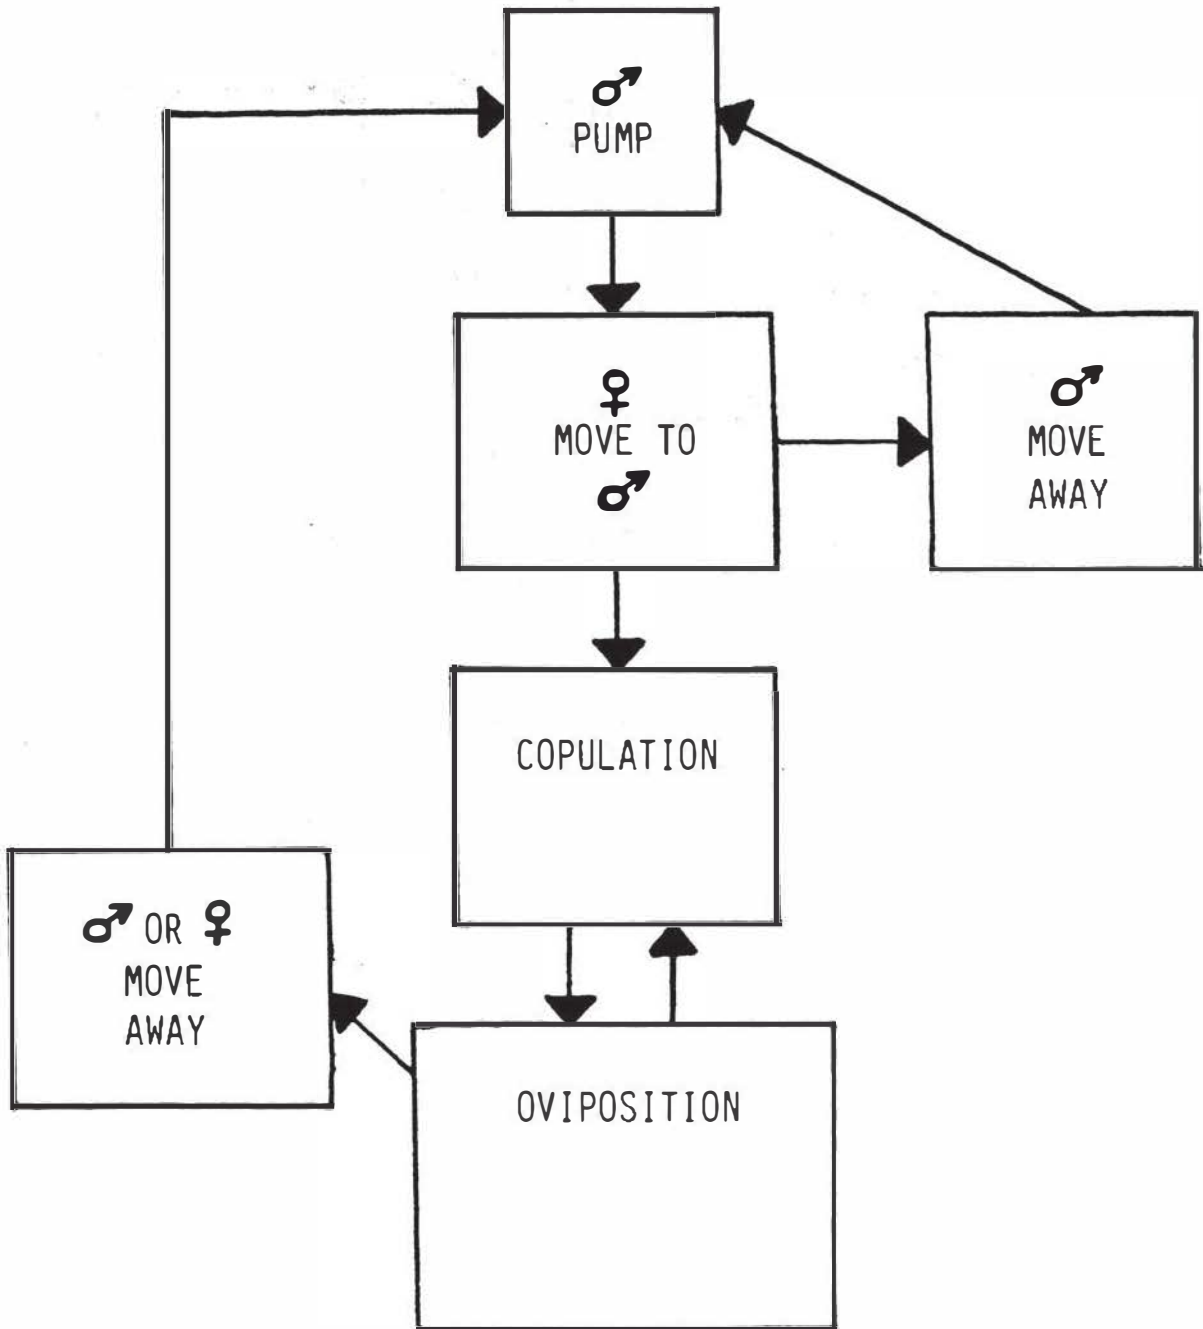 ♂
PUMP
♀
MOVE TO
♂
♂
MOVE
AWAY
COPULATION
♂ OR ♀
MOVE
AWAY
OVIPOSITION